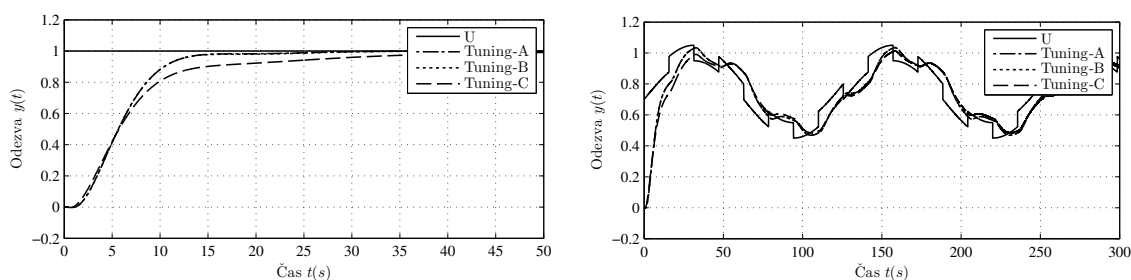 1.2
1
0.8
0.6
0.4
0.2
0
−0.2
0 5 10 15 20 25 30 35 40 45 50
Odezva y(t)
Čas t(s)
U
Tuning-A
Tuning-B
Tuning-C
1.2
1
0.8
0.6
0.4
0.2
0
−0.2
0 50 100 150 200 250 300
Odezva y(t)
Čas t(s)
U
Tuning-A
Tuning-B
Tuning-C